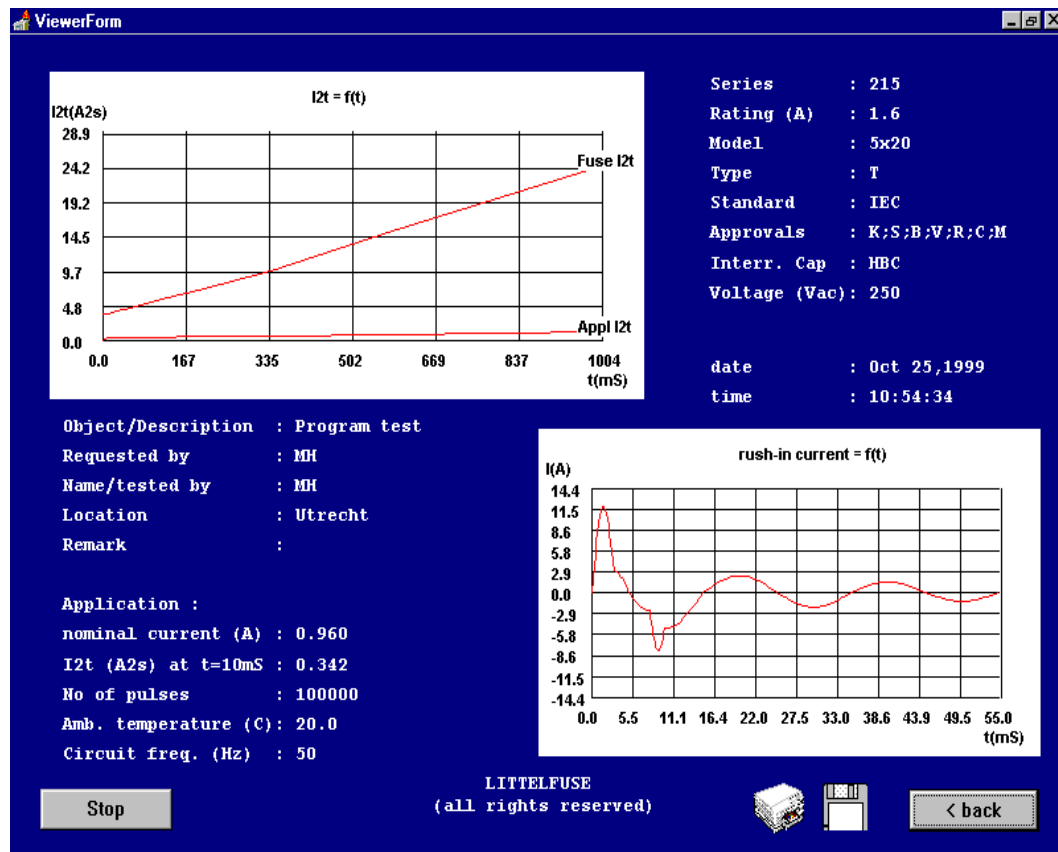 ViewerForm
I2t = f(t)
I2t(A2s)
28.9
24.2
19.2
14.5
9.7
4.8
0.0
Fuse I2t
Appl I2t
0.0 167 335 502 669 837 1004
t(mS)
Series : 215
Rating (A) : 1.6
Model : 5x20
Type : T
Standard : IEC
Approvals : K;S;B;V;R;C;M
Interr. Cap : HBC
Voltage (Vac): 250
date : Oct 25,1999
time : 10:54:34
Object/Description : Program test
Requested by : MH
Name/tested by : MH
Location : Utrecht
Remark :
Application :
nominal current (A) : 0.960
I2t (A2s) at t=10mS : 0.342
No of pulses : 100000
Amb. temperature (C): 20.0
Circuit freq. (Hz) : 50
rush-in current = f(t)
I(A)
14.4
11.5
8.6
5.8
2.9
0.0
-2.9
-5.8
-8.6
-11.5
-14.4
0.0 5.5 11.1 16.4 22.0 27.5 33.0 38.6 43.9 49.5 55.0
t(mS)
LITTELFUSE
(all rights reserved)
Stop
< back